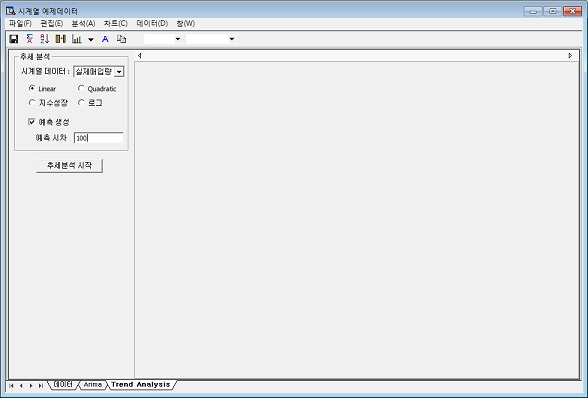 시계열 예제데이터
파일(F) 편집(E) 분석(A) 차트(C) 데이터(D) 창(W)
추세 분석
시계열 데이터 : 실제매입량
Linear Quadratic
지수성장 로그
예측 생성
예측 시차 100
추세분석 시작
데이터 Arima Trend Analysis